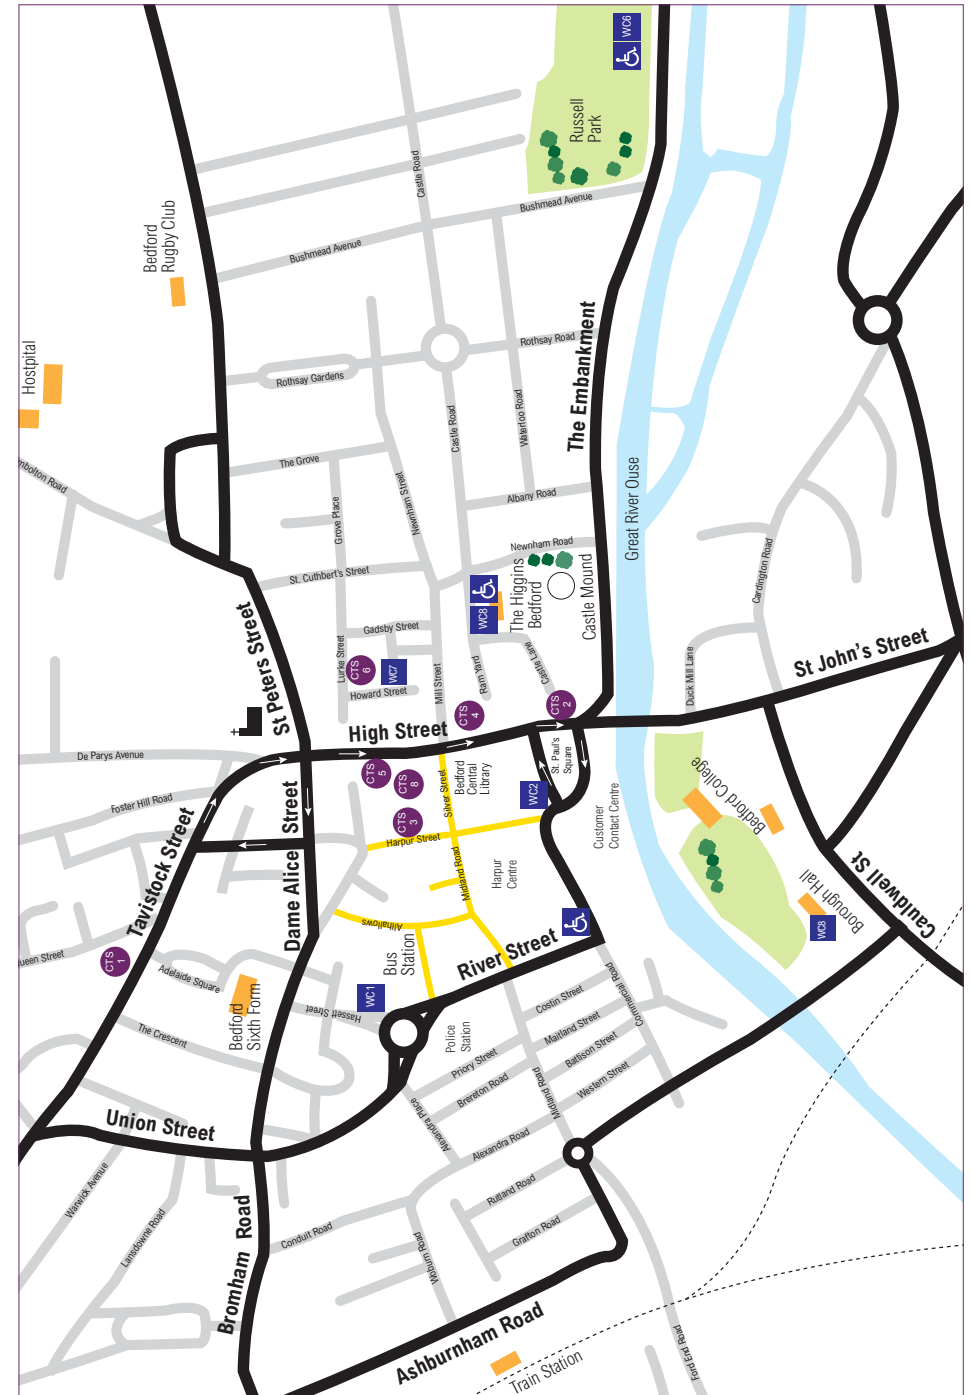 WC6
Russell
Park
Castle Road
Bedford
Rugby Club
Bushmead Avenue
Bushmead Avenue
Hostpital
Rothsay Road
Rothsay Gardens
The Embankment
Castle Road
Waterloo Road
mbolton Road
The Grove
Grove Place
Newnham Street
Albany Road
Great River Ouse
Newnham Road
Cardington Road
St. Cuthbert's Street
WC8
The Higgins
Bedford
Castle Mound
St Peters Street
Gadsby Street
Lurke Street
CTS
6
WC7
Howard Street
Mill Street
Ram Yard
Castle Lane
Duck Mill Lane
St John's Street
CTS
4
CTS
2
High Street
De Parys Avenue
St. Paul's
Square
CTS
5
CTS
8
CTS
3
Silver Street
Bedford
Central
Library
WC2
Customer
Contact Centre
Bedford College
Foster Hill Road
Tavistock Street
Dame Alice Street
Harpur Street
Midland Road
Harpur
Centre
Borough Hall
WC8
Cauldwell St
Allhallows
Bus
Station
River Street
ueen Street
CTS
1
Adelaide Square
Bedford
Sixth Form
Hassett Street
WC1
The Crescent
Police
Station
Costin Street
Commercial Road
Maitland Street
Battison Street
Western Street
Priory Street
Brereton Road
Midland Road
Alexandra Place
Alexandra Road
Union Street
Warwick Avenue
Lansdowne Road
Bromham Road
Conduit Road
Woburn Road
Rutland Road
Grafton Road
Ashburnham Road
Train Station
Ford End Road